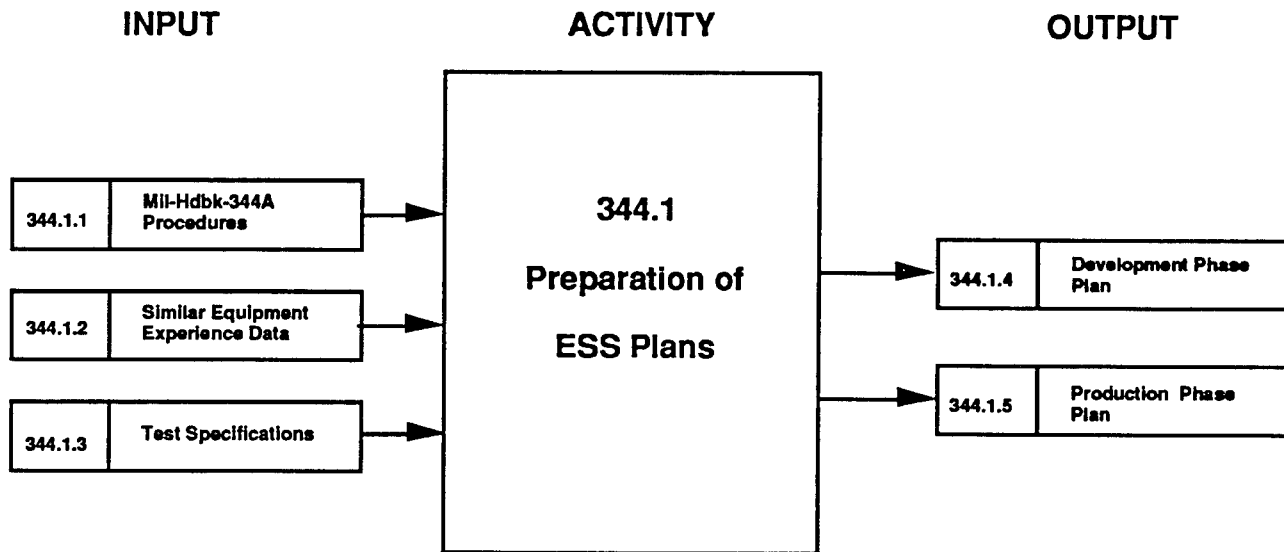 INPUT
ACTIVITY
OUTPUT
344.1.1
Mil-Hdbk-344A
Procedures
344.1.2
Similar Equipment
Experience Data
344.1.3
Test Specifications
344.1
Preparation of
ESS Plans
344.1.4
Development Phase
Plan
344.1.5
Production Phase
Plan